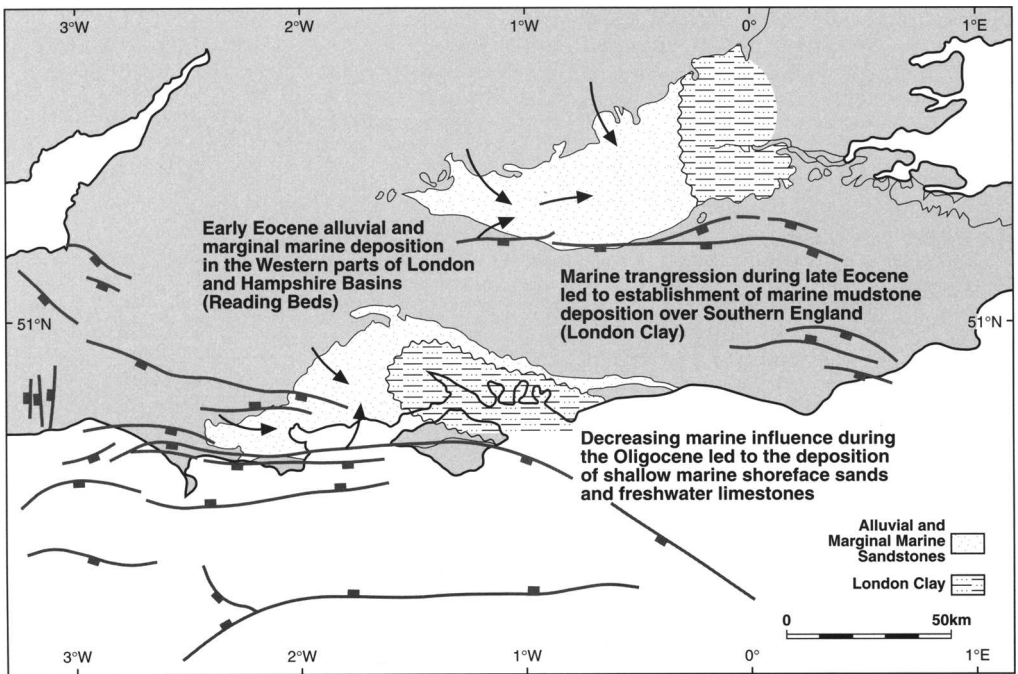 3°W
2°W
1°W
0°
1°E
Early Eocene alluvial and
marginal marine deposition
in the Western parts of London
and Hampshire Basins
(Reading Beds)
Marine trangression during late Eocene
led to establishment of marine mudstone
deposition over Southern England
(London Clay)
51°N
51°N
Decreasing marine influence during
the Oligocene led to the deposition
of shallow marine shoreface sands
and freshwater limestones
Alluvial and
Marginal Marine
Sandstones
London Clay
0
50km
3°W
2°W
1°W
0°
1°E